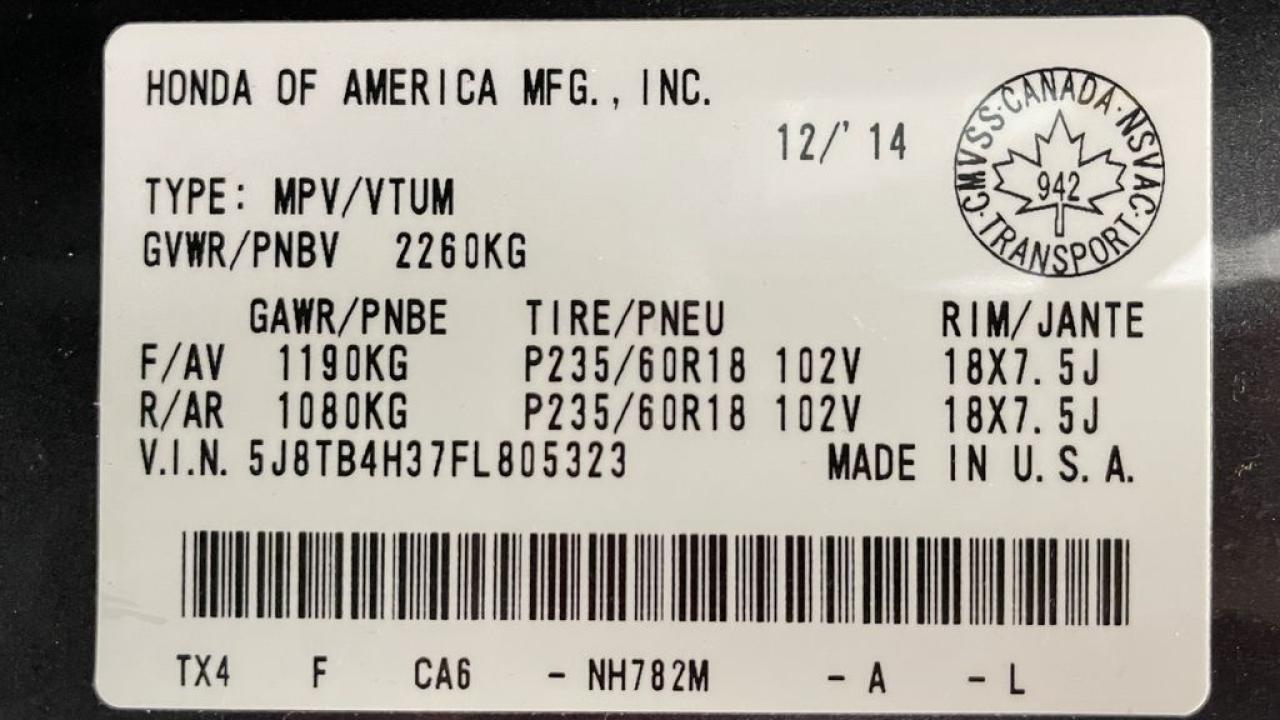 HONDA OF AMERICA MFG., INC.
12/'14
CMVSS·CANADA·NSVAC·TRANSPORT·
942
TYPE: MPV/VTUM
GVWR/PNBV 2260KG
GAWR/PNBE TIRE/PNEU RIM/JANTE
F/AV 1190KG P235/60R18 102V 18X7.5J
R/AR 1080KG P235/60R18 102V 18X7.5J
V.I.N. 5J8TB4H37FL805323 MADE IN U.S.A.
TX4 F CA6 - NH782M - A - L